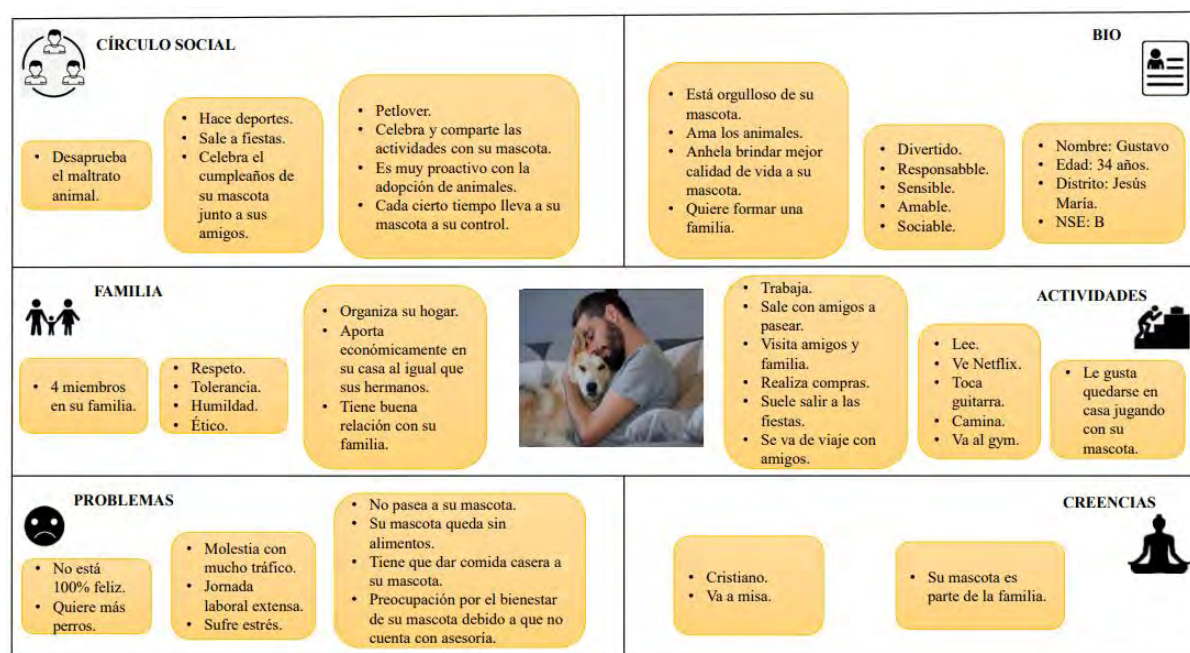 CÍRCULO SOCIAL
• Desaprueba
el maltrato
animal.
• Hace deportes.
• Sale a fiestas.
• Celebra el
cumpleaños de
su mascota
junto a sus
amigos.
• Petlover.
• Celebra y comparte las
actividades con su mascota.
• Es muy proactivo con la
adopción de animales.
• Cada cierto tiempo lleva a su
mascota a su control.
BIO
• Está orgulloso de su
mascota.
• Ama los animales.
• Anhela brindar mejor
calidad de vida a su
mascota.
• Quiere formar una
familia.
• Divertido.
• Responsabble.
• Sensible.
• Amable.
• Sociable.
• Nombre: Gustavo
• Edad: 34 años.
• Distrito: Jesús
María.
• NSE: B
FAMILIA
• 4 miembros
en su familia.
• Respeto.
• Tolerancia.
• Humildad.
• Ético.
• Organiza su hogar.
• Aporta
económicamente en
su casa al igual que
sus hermanos.
• Tiene buena
relación con su
familia.
ACTIVIDADES
• Trabaja.
• Sale con amigos a
pasear.
• Visita amigos y
familia.
• Realiza compras.
• Suele salir a las
fiestas.
• Se va de viaje con
amigos.
• Lee.
• Ve Netflix.
• Toca
guitarra.
• Camina.
• Va al gym.
• Le gusta
quedarse en
casa jugando
con su
mascota.
PROBLEMAS
• No está
100% feliz.
• Quiere más
perros.
• Molestia con
mucho tráfico.
• Jornada
laboral extensa.
• Sufre estrés.
• No pasea a su mascota.
• Su mascota queda sin
alimentos.
• Tiene que dar comida casera a
su mascota.
• Preocupación por el bienestar
de su mascota debido a que no
cuenta con asesoría.
CREENCIAS
• Cristiano.
• Va a misa.
• Su mascota es
parte de la familia.